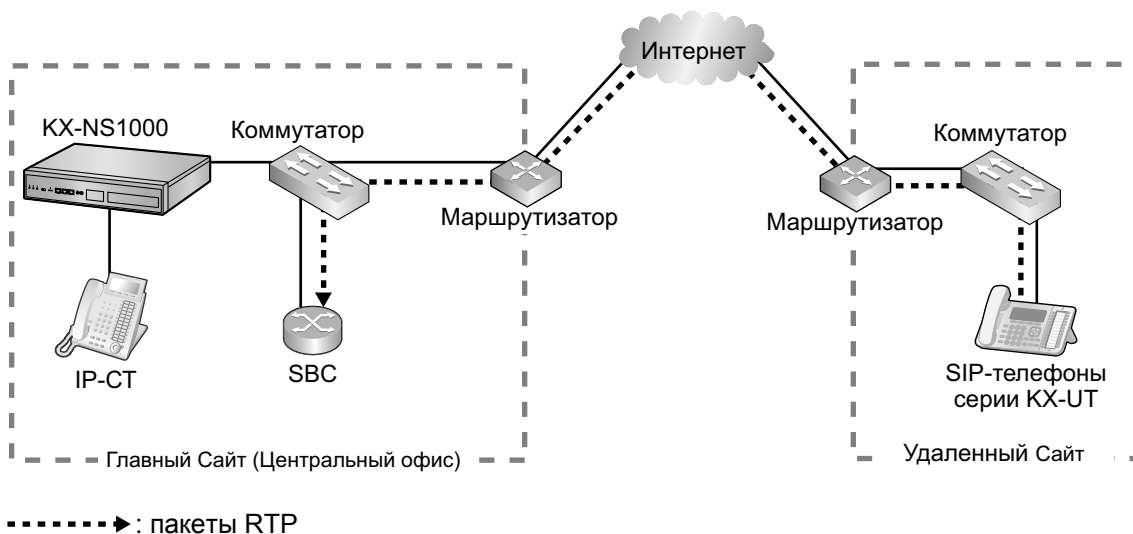 Интернет
KX-NS1000
Коммутатор
Коммутатор
Маршрутизатор
Маршрутизатор
IP-CT
SBC
SIP-телефоны
серии KX-UT
Главный Сайт (Центральный офис)
Удаленный Сайт
: пакеты RTP